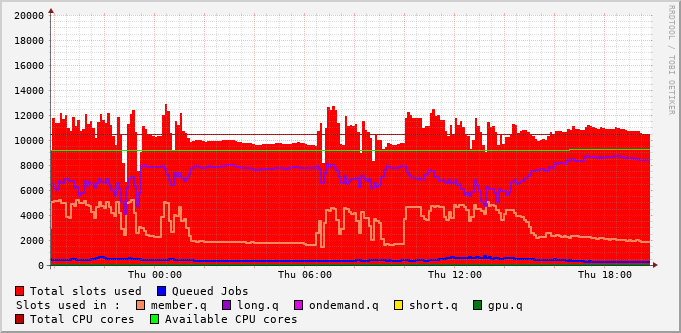 20000
18000
16000
14000
12000
10000
8000
6000
4000
2000
0
Thu 00:00 Thu 06:00 Thu 12:00 Thu 18:00
RRDTOOL / TOBI OETIKER
Total slots used Queued Jobs
Slots used in : member.q long.q ondemand.q short.q gpu.q
Total CPU cores Available CPU cores